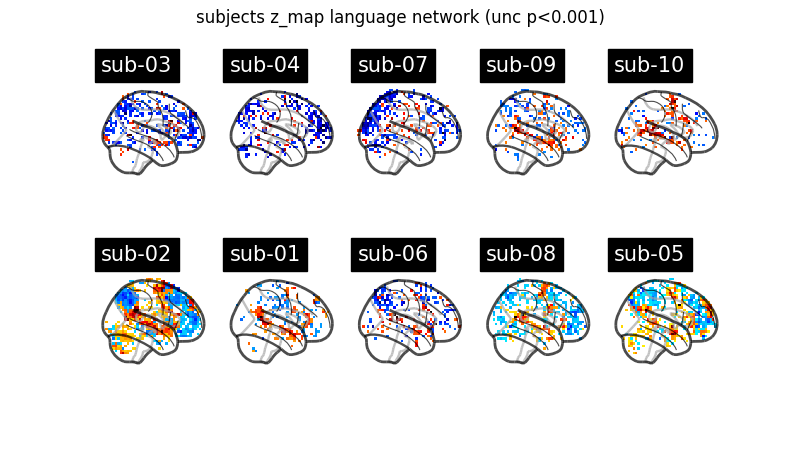 subjects z_map language network (unc p<0.001)
sub-03 sub-04 sub-07 sub-09 sub-10
sub-02 sub-01 sub-06 sub-08 sub-05